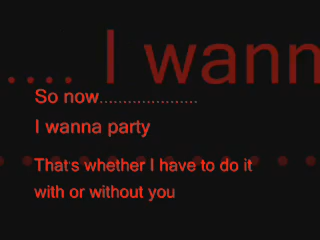 .... I wann
So now.....................
I wanna party
That's whether I have to do it
with or without you